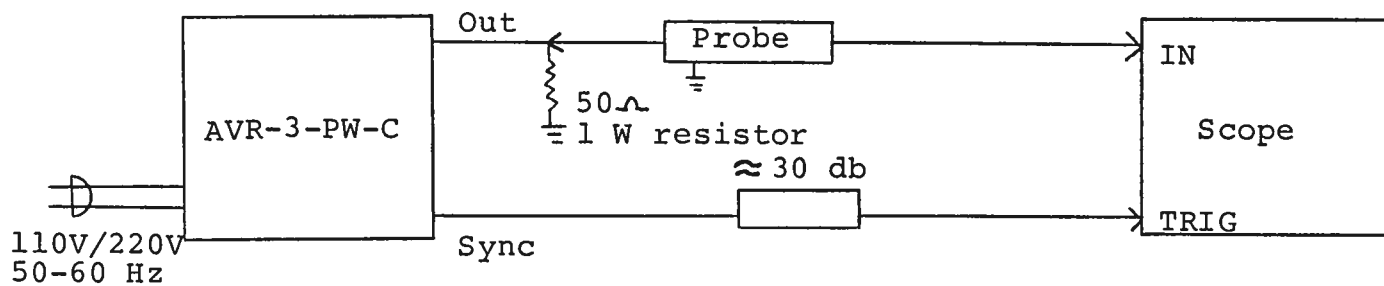 Out
Probe
IN
AVR-3-PW-C
50Ω
1 W resistor
Scope
≈ 30 db
Sync
TRIG
110V/220V
50-60 Hz